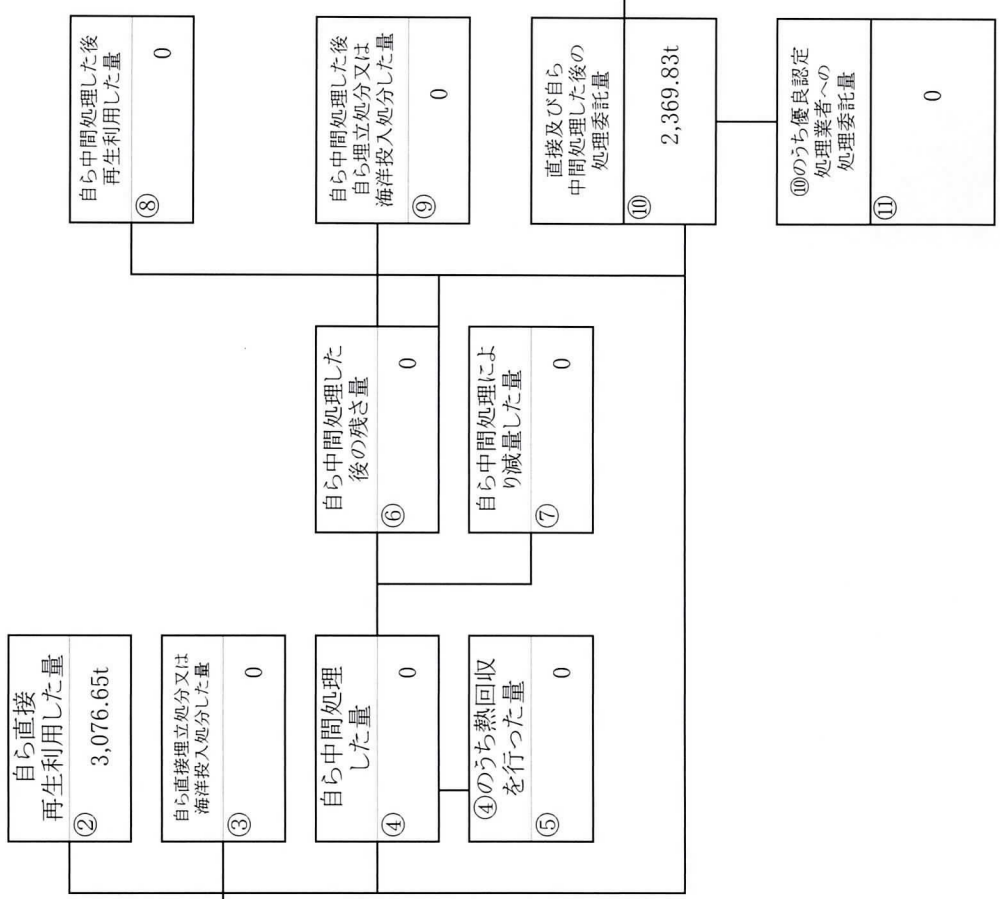 自ら直接
再生利用した量
②
3,076.65t
自ら直接埋立処分又は
海洋投入処分した量
③
0
自ら中間処理
した量
④
0
④のうち熱回収
を行った量
⑤
0
自ら中間処理した
後の残さ量
⑥
0
自ら中間処理によ
り減量した量
⑦
0
自ら中間処理した後
再生利用した量
⑧
0
自ら中間処理した後
自ら埋立処分又は
海洋投入処分した量
⑨
0
直接及び自ら
中間処理した後の
処理委託量
⑩
2,369.83t
⑩のうち優良認定
処理業者への
処理委託量
⑪
0